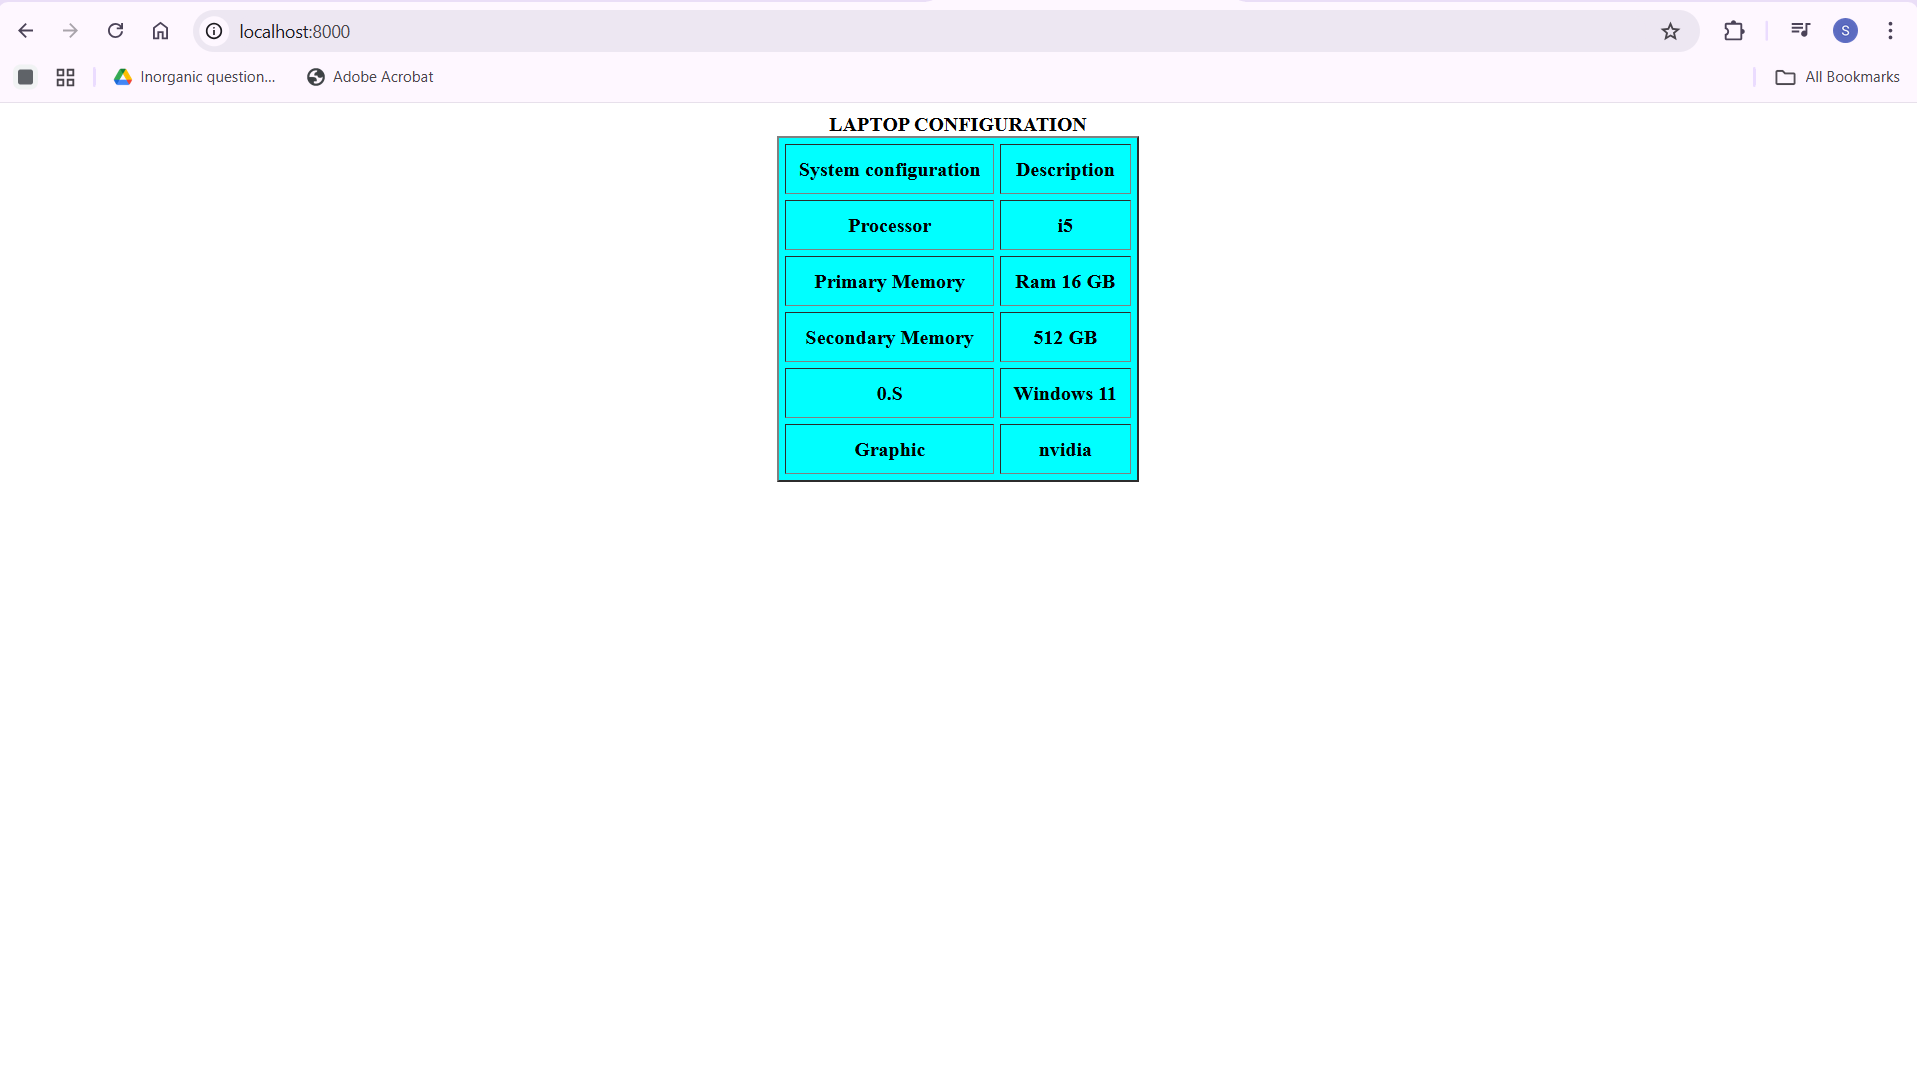 localhost:8000
S
Inorganic question...
Adobe Acrobat
All Bookmarks
LAPTOP CONFIGURATION
System configuration Description
Processor i5
Primary Memory Ram 16 GB
Secondary Memory 512 GB
0.S Windows 11
Graphic nvidia